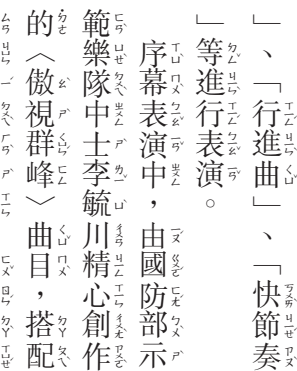 」、「行進曲」、「快節奏
」等進行表演。
序幕表演中，由國防部示
範樂隊中士李毓川精心創作
的〈傲視群峰〉曲目，搭配